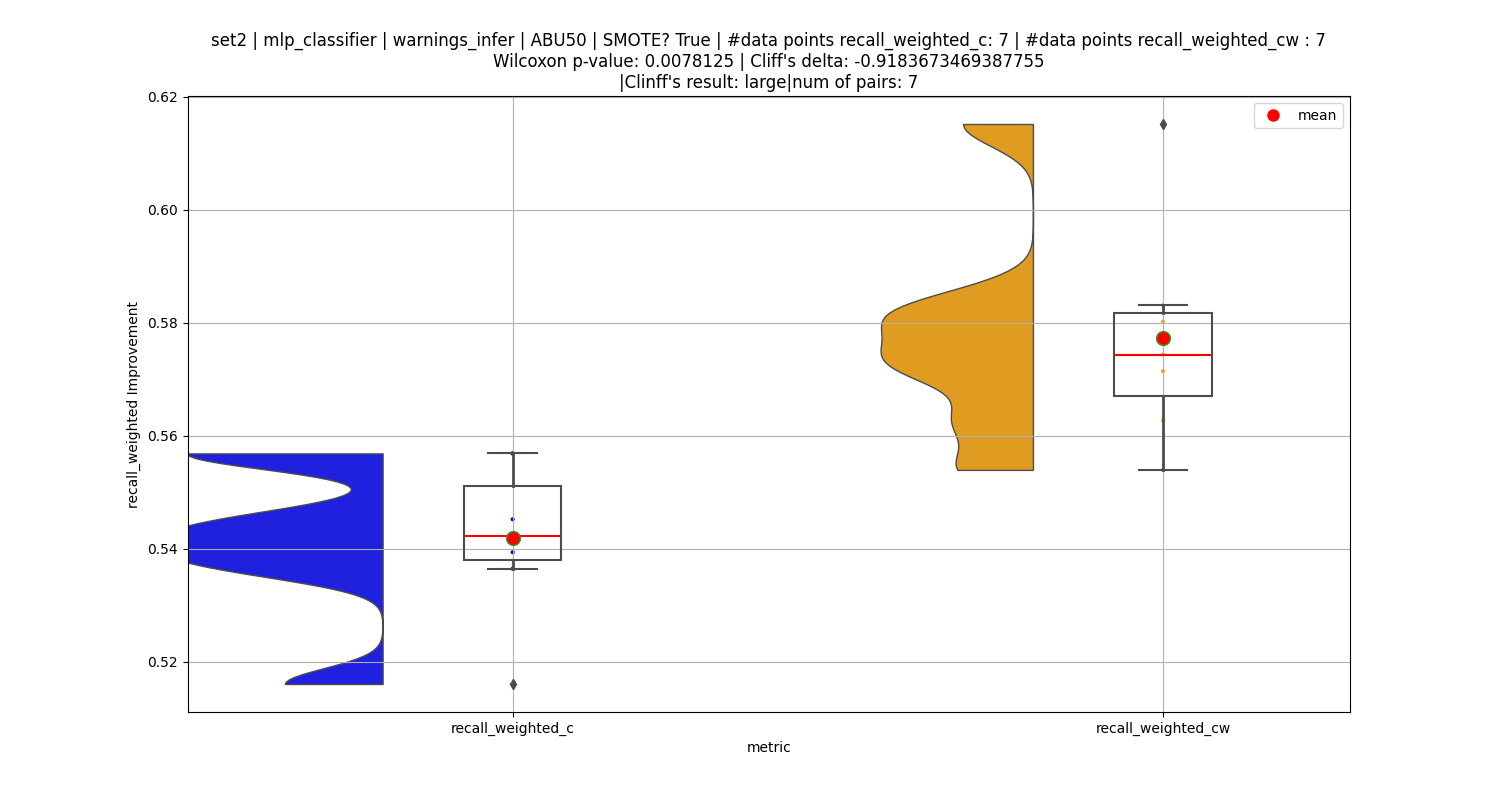 set2 | mlp_classifier | warnings_infer | ABU50 | SMOTE? True | #data points recall_weighted_c: 7 | #data points recall_weighted_cw : 7
Wilcoxon p-value: 0.0078125 | Cliff's delta: -0.9183673469387755
|Clinff's result: large|num of pairs: 7
mean
recall_weighted Improvement
0.62
0.60
0.58
0.56
0.54
0.52
recall_weighted_c
recall_weighted_cw
metric